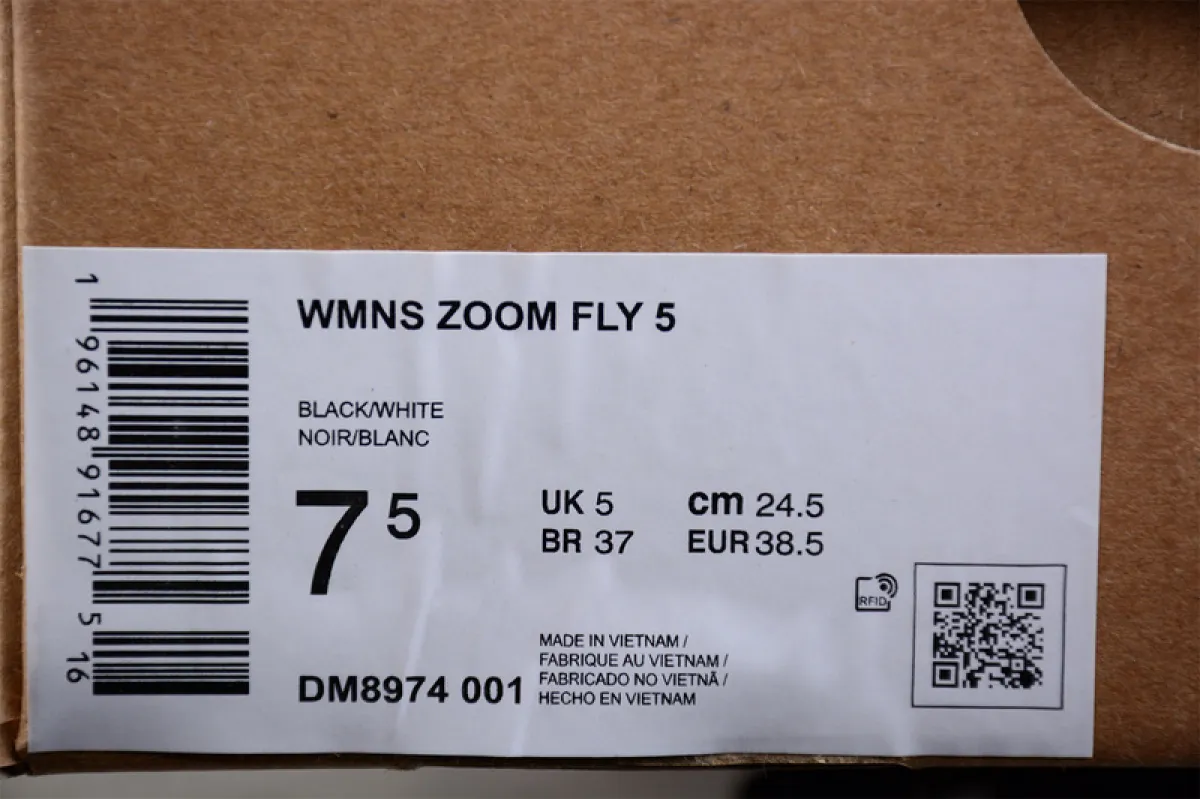 WMNS ZOOM FLY 5
BLACK/WHITE
NOIR/BLANC
7 5
UK 5 cm 24.5
BR 37 EUR 38.5
RFID
MADE IN VIETNAM /
FABRIQUE AU VIETNAM /
FABRICADO NO VIETNÃ /
HECHO EN VIETNAM
DM8974 001
1 96148 91677 5 16